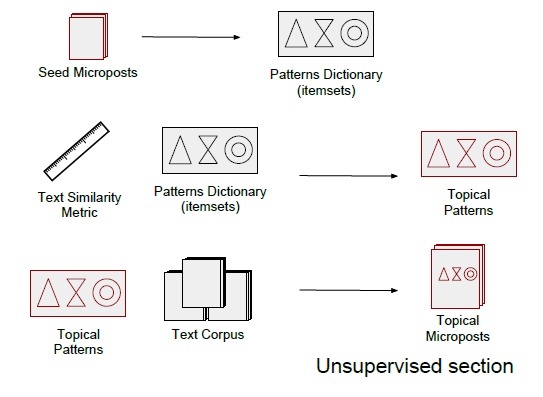 Seed Microposts
Patterns Dictionary
(itemsets)
Text Similarity
Metric
Patterns Dictionary
(itemsets)
Topical
Patterns
Topical
Patterns
Text Corpus
Topical
Microposts
Unsupervised section